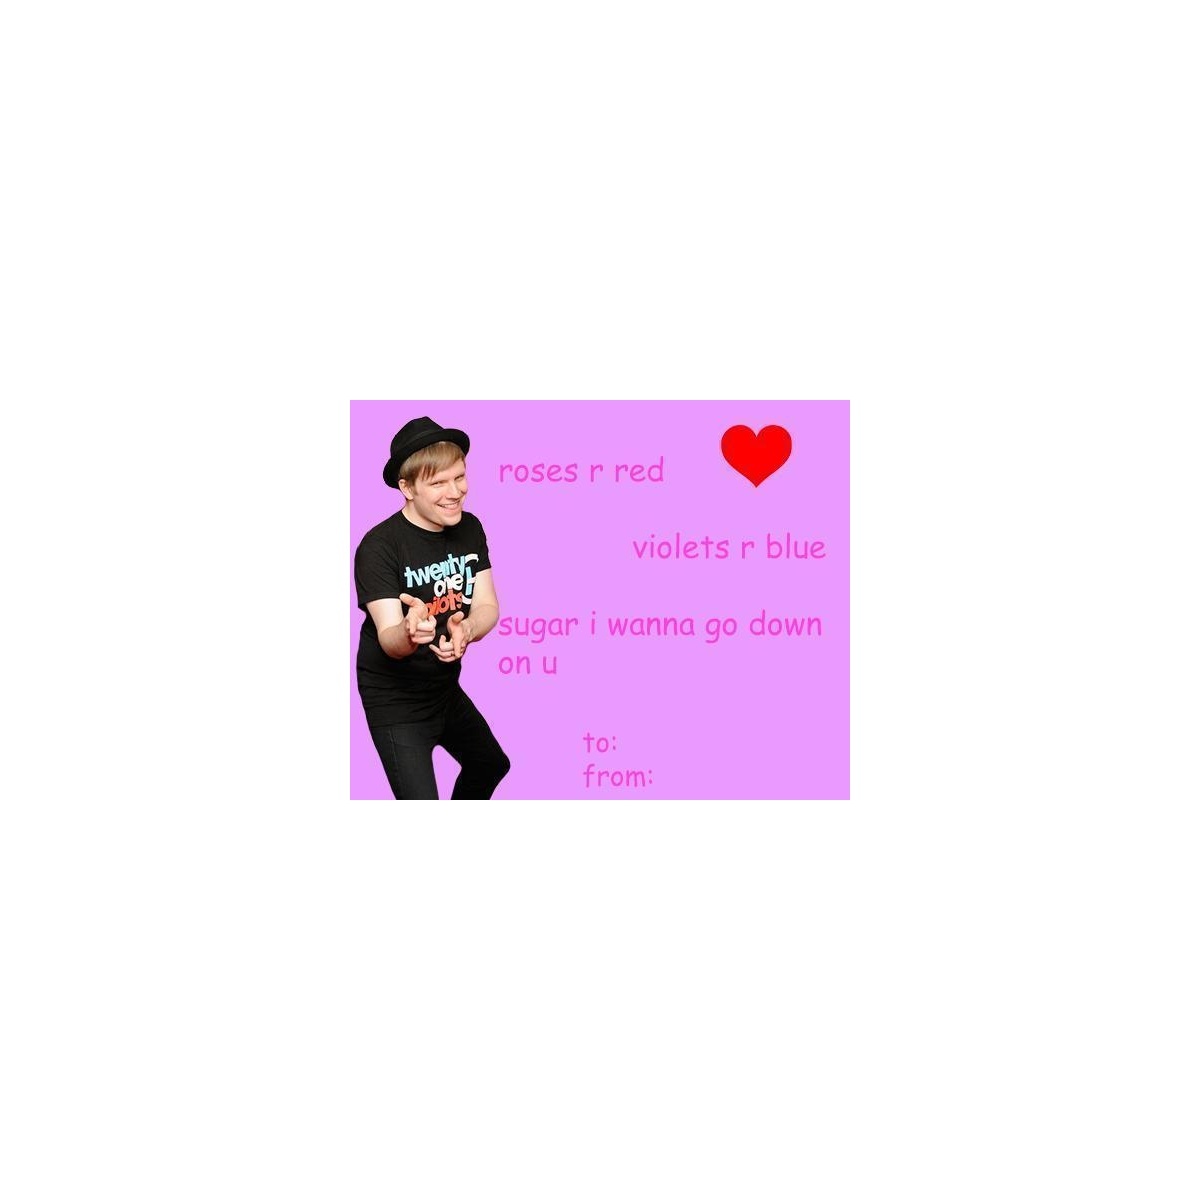 roses r red
violets r blue
twenty
one
pilots
sugar i wanna go down
on u
to:
from: